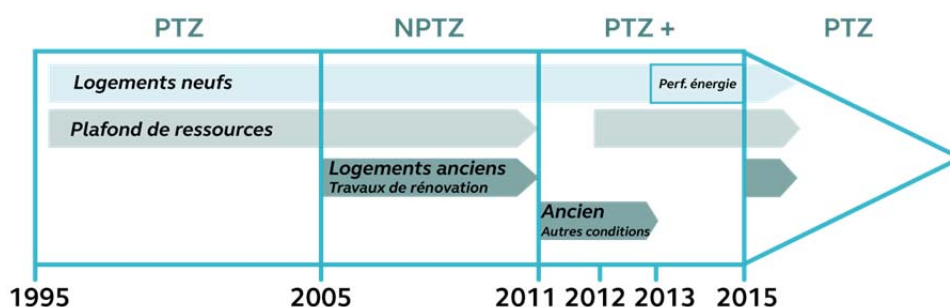 PTZ NPTZ PTZ + PTZ
Logements neufs
Perf. énergie
Plafond de ressources
Logements anciens
Travaux de rénovation
Ancien
Autres conditions
1995 2005 2011 2012 2013 2015